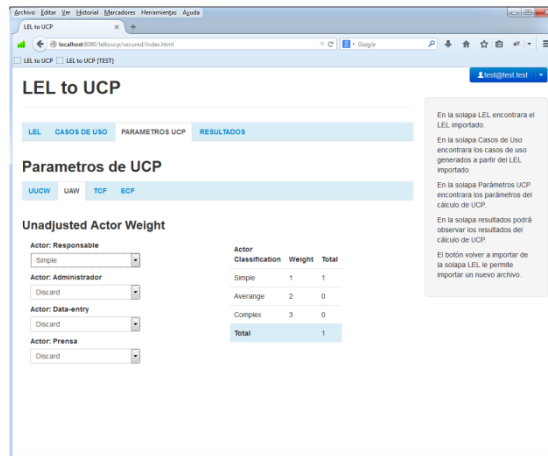 Archivo Editar Ver Historial Marcadores Herramientas Ayuda
LEL to UCP
localhost:8080/leltoucp/secured/index.html
Google
LEL to UCP LEL to UCP [TEST]
test@test.test
LEL to UCP
LEL CASOS DE USO PARAMETROS UCP RESULTADOS
Parametros de UCP
UUCW UAW TCF ECF
Unadjusted Actor Weight
Actor: Responsable
Simple
Actor: Administrador
Discard
Actor: Data-entry
Discard
Actor: Prensa
Discard
Actor
Classification Weight Total
Simple 1 1
Averange 2 0
Complex 3 0
Total 1
En la solapa LEL encontrara el
LEL importado.
En la solapa Casos de Uso
encontrara los casos de uso
generados a partir del LEL
importado.
En la solapa Parámetros UCP
encontrara los parámetros del
cálculo de UCP.
En la solapa resultados podrá
observar los resultados del
cálculo de UCP.
El botón volver a importar de
la solapa LEL le permite
importar un nuevo archivo.